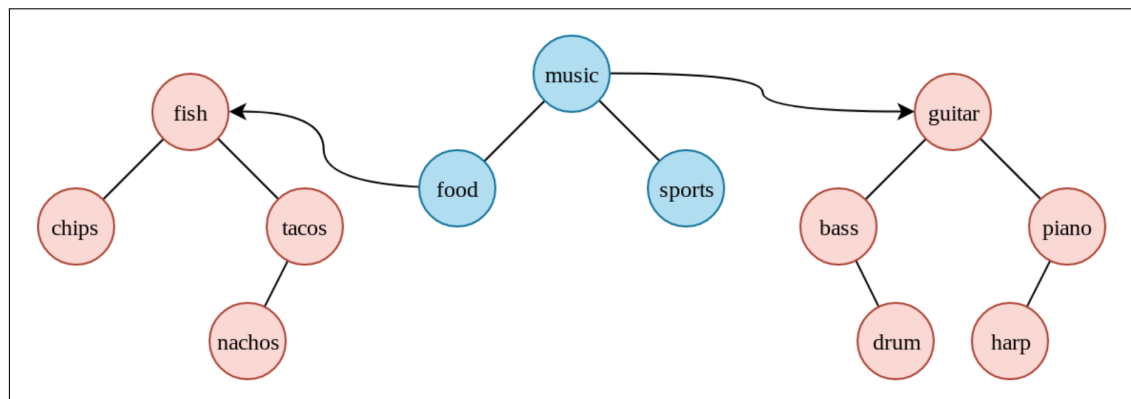 music
fish
guitar
food
sports
chips
tacos
bass
piano
nachos
drum
harp